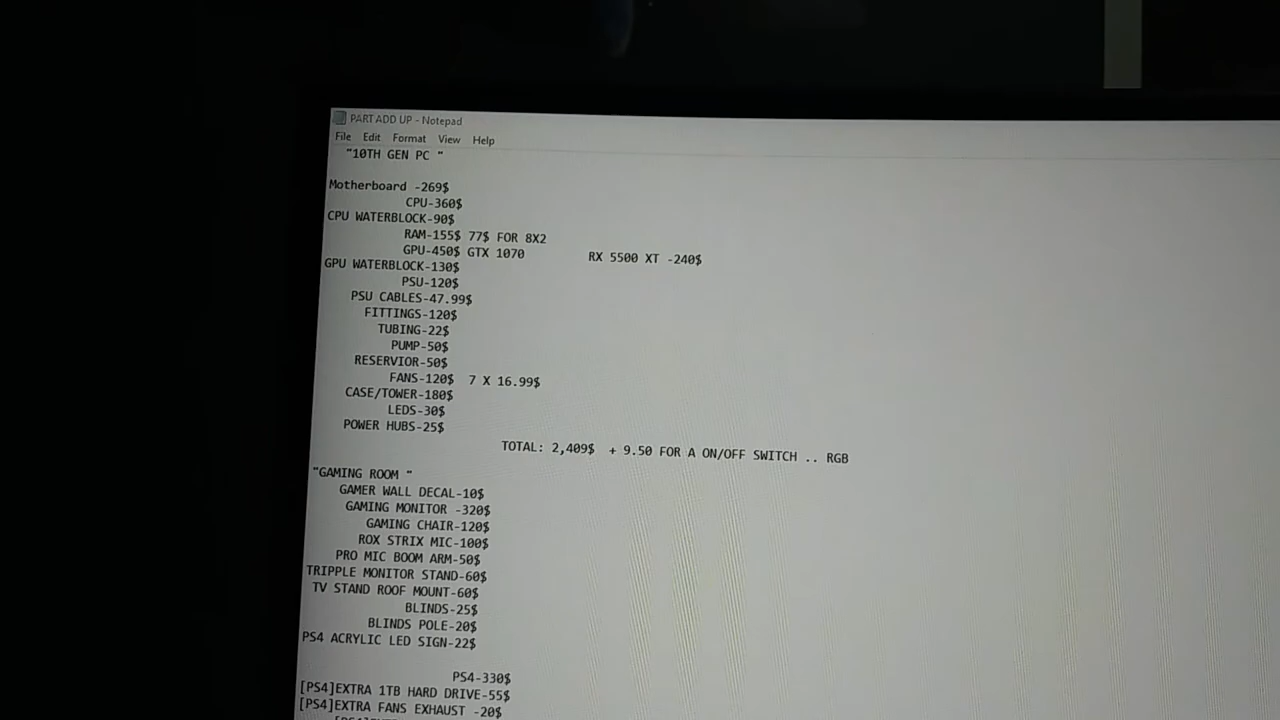 PART ADD UP - Notepad
File Edit Format View Help
"10TH GEN PC "
Motherboard -269$
CPU-360$
CPU WATERBLOCK-90$
RAM-155$ 77$ FOR 8X2
GPU-450$ GTX 1070 RX 5500 XT -240$
GPU WATERBLOCK-130$
PSU-120$
PSU CABLES-47.99$
FITTINGS-120$
TUBING-22$
PUMP-50$
RESERVIOR-50$
FANS-120$ 7 X 16.99$
CASE/TOWER-180$
LEDS-30$
POWER HUBS-25$
TOTAL: 2,409$ + 9.50 FOR A ON/OFF SWITCH .. RGB
"GAMING ROOM "
GAMER WALL DECAL-10$
GAMING MONITOR -320$
GAMING CHAIR-120$
ROX STRIX MIC-100$
PRO MIC BOOM ARM-50$
TRIPPLE MONITOR STAND-60$
TV STAND ROOF MOUNT-60$
BLINDS-25$
BLINDS POLE-20$
PS4 ACRYLIC LED SIGN-22$
PS4-330$
[PS4]EXTRA 1TB HARD DRIVE-55$
[PS4]EXTRA FANS EXHAUST -20$